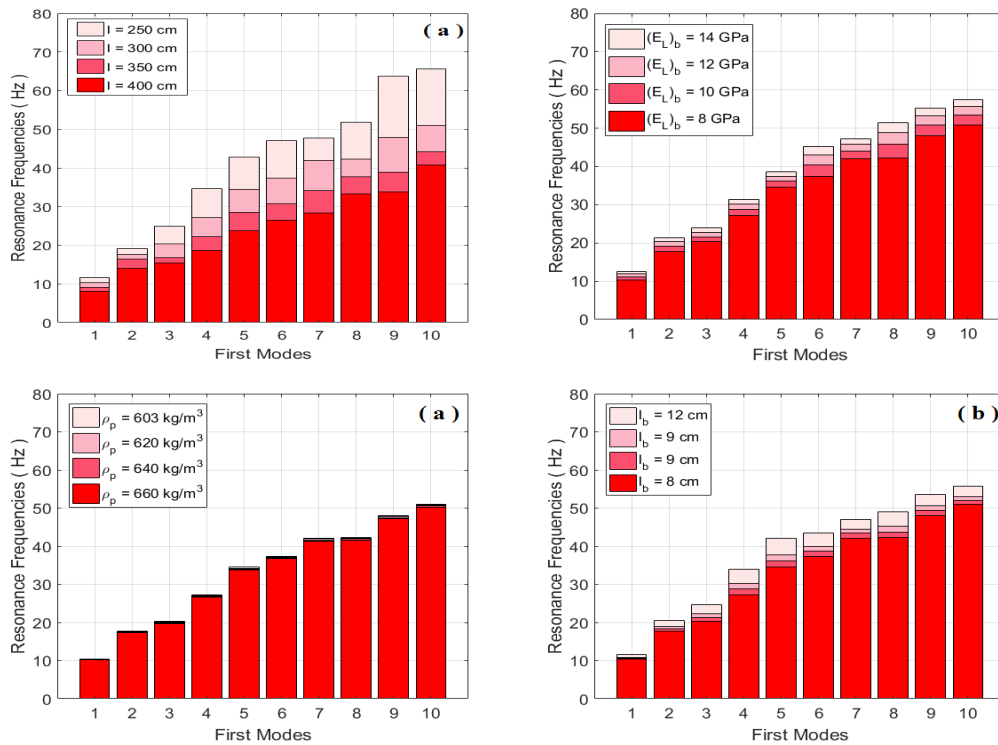 80
70
60
50
40
30
20
10
0
Resonance Frequencies ( Hz )
l = 250 cm
l = 300 cm
l = 350 cm
l = 400 cm
( a )
1 2 3 4 5 6 7 8 9 10
First Modes
80
70
60
50
40
30
20
10
0
Resonance Frequencies ( Hz )
(E_L)_b = 14 GPa
(E_L)_b = 12 GPa
(E_L)_b = 10 GPa
(E_L)_b = 8 GPa
1 2 3 4 5 6 7 8 9 10
First Modes
80
70
60
50
40
30
20
10
0
Resonance Frequencies ( Hz )
ρ_p = 603 kg/m³
ρ_p = 620 kg/m³
ρ_p = 640 kg/m³
ρ_p = 660 kg/m³
( a )
1 2 3 4 5 6 7 8 9 10
First Modes
80
70
60
50
40
30
20
10
0
Resonance Frequencies ( Hz )
l_b = 12 cm
l_b = 9 cm
l_b = 9 cm
l_b = 8 cm
( b )
1 2 3 4 5 6 7 8 9 10
First Modes